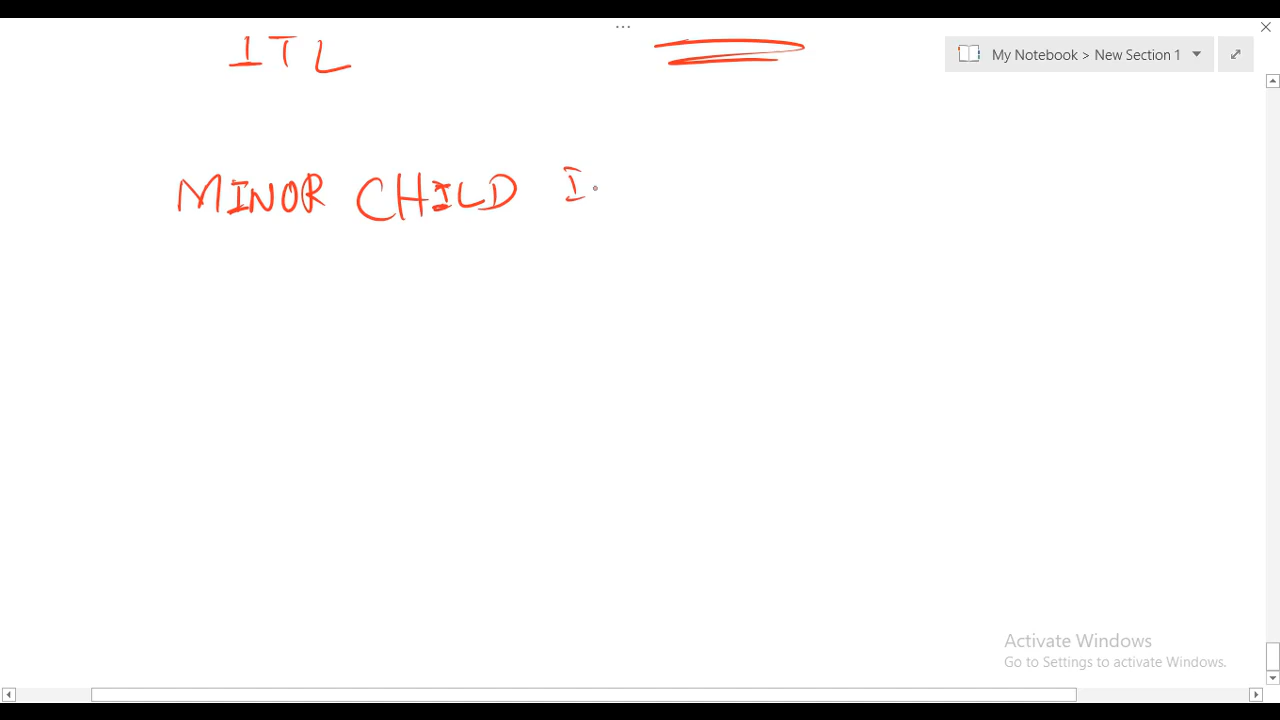 ITL
My Notebook > New Section 1
MINOR CHILD I
Activate Windows
Go to Settings to activate Windows.